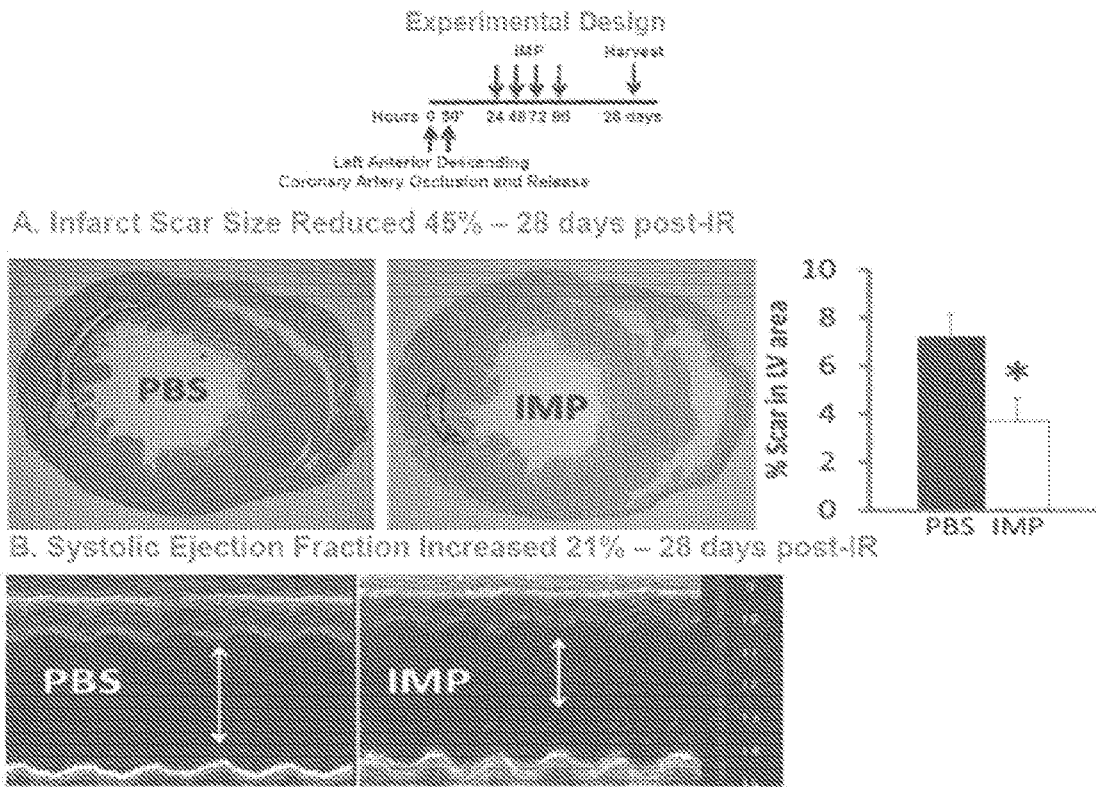 Experimental Design
IMP Harvest
Hours 0 30" 24 48 72 96 28 days
Left Anterior Descending
Coronary Artery Occlusion and Release
A. Infarct Scar Size Reduced 45% – 28 days post-IR
PBS
IMP
% Scar in LV area
10
8
6
4
2
0
*
PBS IMP
B. Systolic Ejection Fraction Increased 21% – 28 days post-IR
PBS
IMP